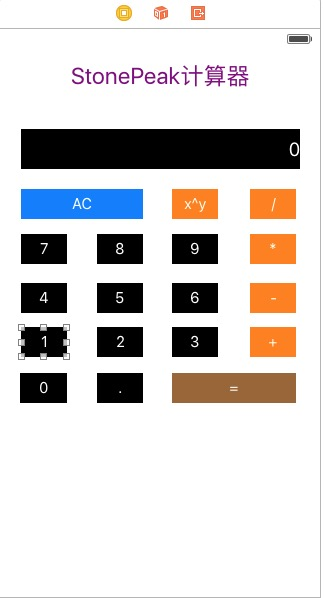 StonePeak计算器
0
AC x^y /
7 8 9 *
4 5 6 -
1 2 3 +
0 . =